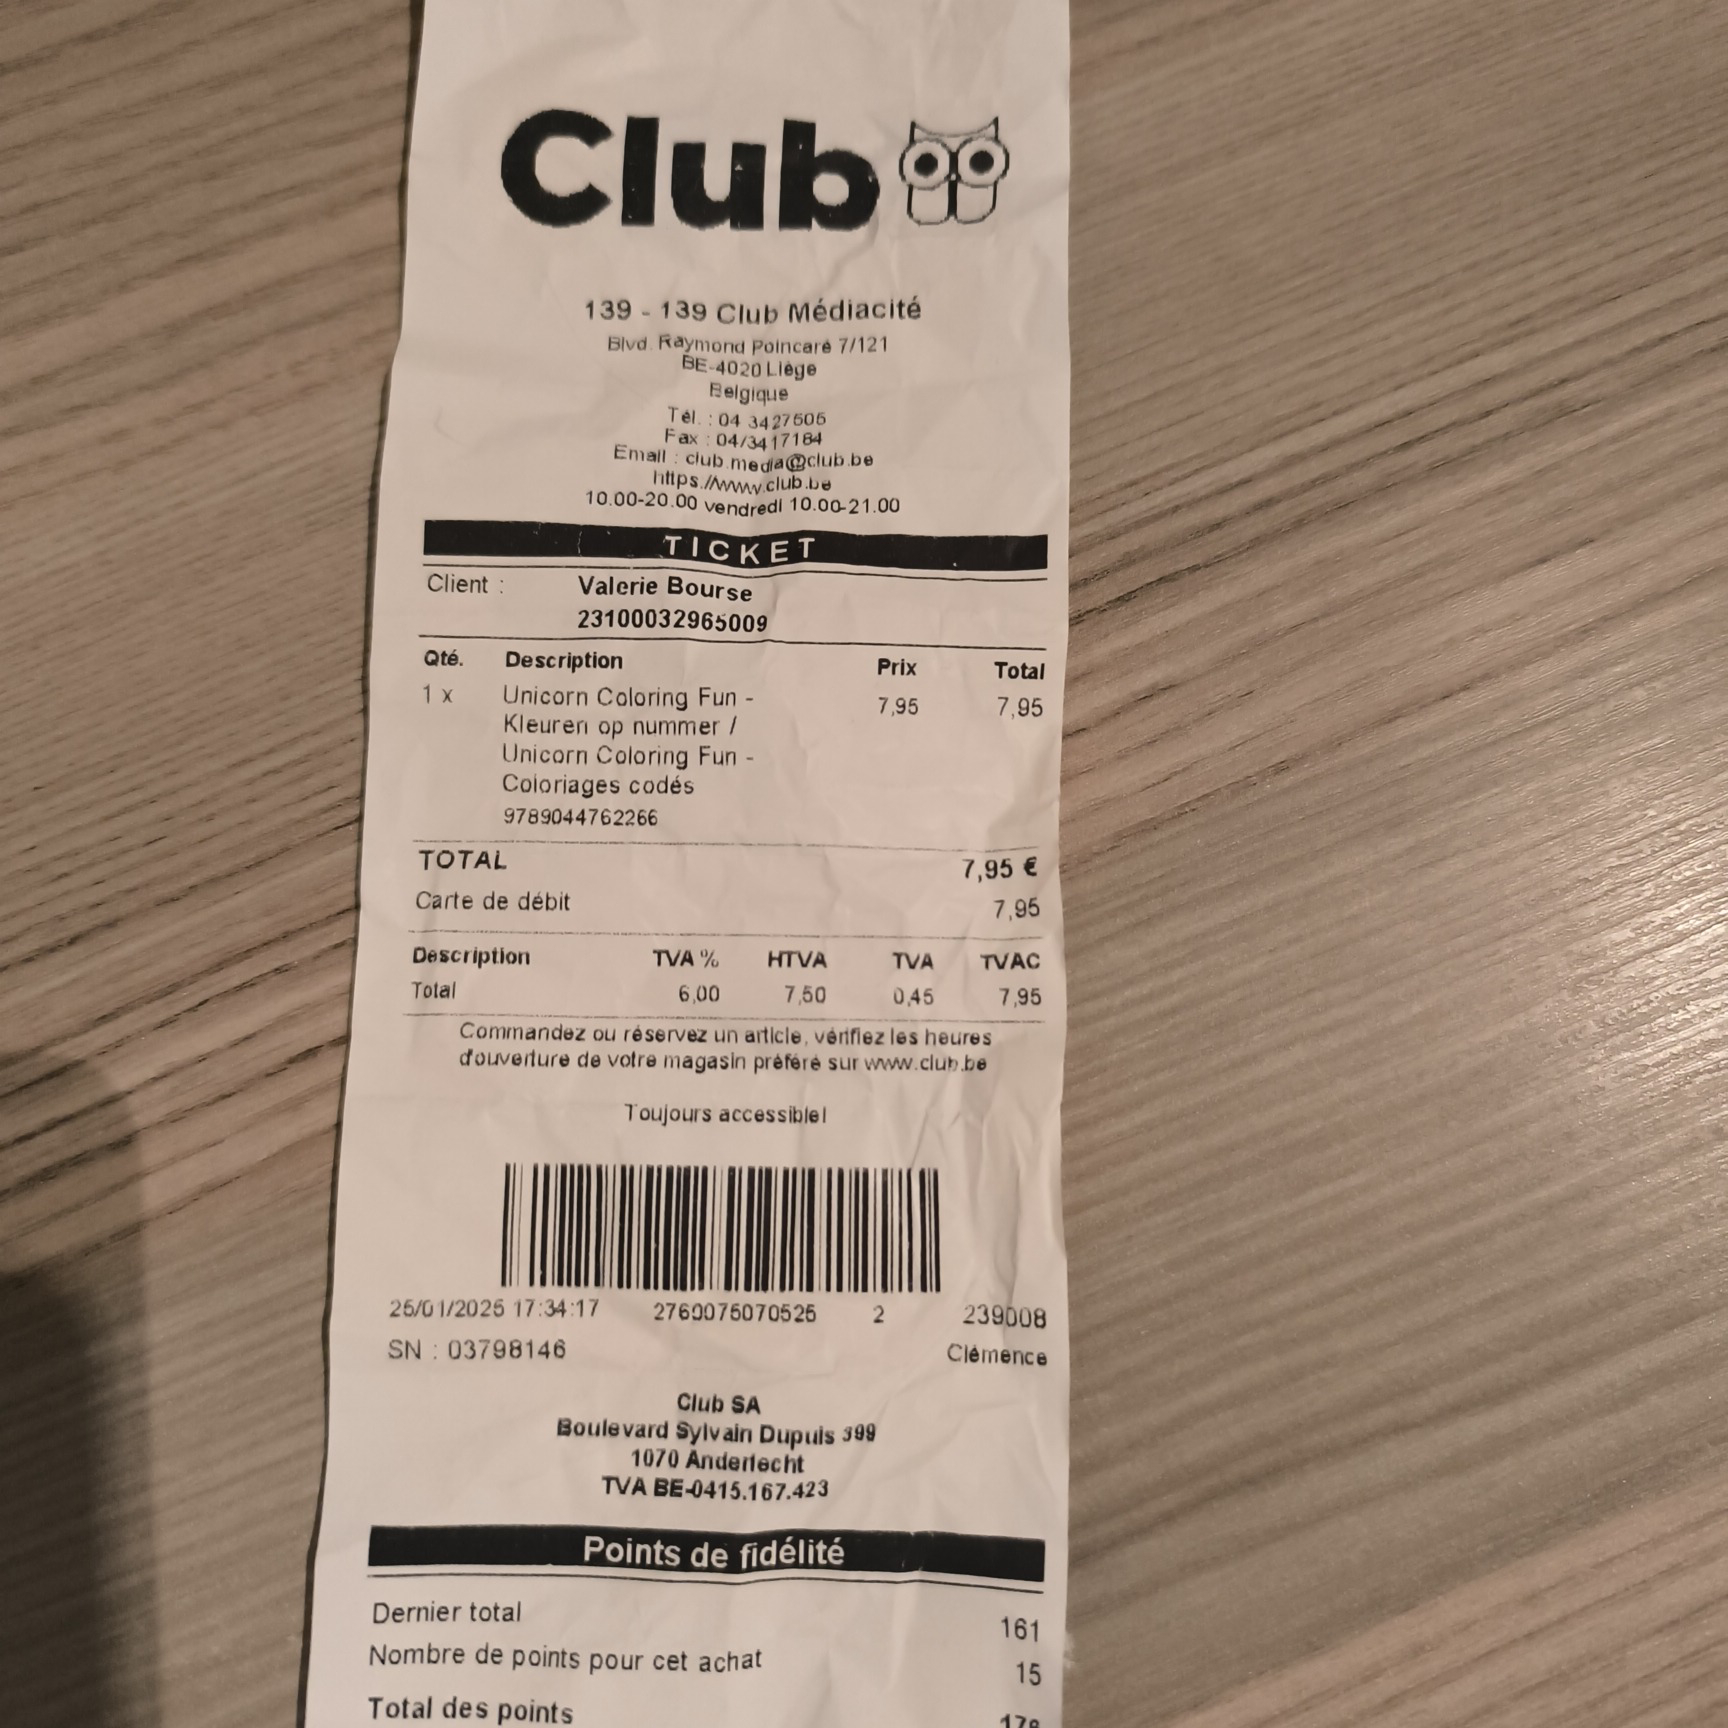 Club
139 - 139 Club Médiacité
Blvd. Raymond Poincaré 7/121
BE-4020 Liège
Belgique
Tél. : 04 3427505
Fax : 04/3417184
Email : club.media@club.be
https://www.club.be
10.00-20.00 vendredi 10.00-21.00
TICKET
Client : Valerie Bourse
23100032965009
Qté. Description Prix Total
1 x Unicorn Coloring Fun - 7,95 7,95
Kleuren op nummer /
Unicorn Coloring Fun -
Coloriages codés
9789044762266
TOTAL 7,95 €
Carte de débit 7,95
Description TVA % HTVA TVA TVAC
Total 6,00 7,50 0,45 7,95
Commandez ou réservez un article, vérifiez les heures
d'ouverture de votre magasin préféré sur www.club.be
Toujours accessible!
25/01/2025 17:34:17 2 239008
SN : 03798146 Clémence
Club SA
Boulevard Sylvain Dupuis 399
1070 Anderlecht
TVA BE-0415.167.423
Points de fidélité
Dernier total 161
Nombre de points pour cet achat 15
Total des points